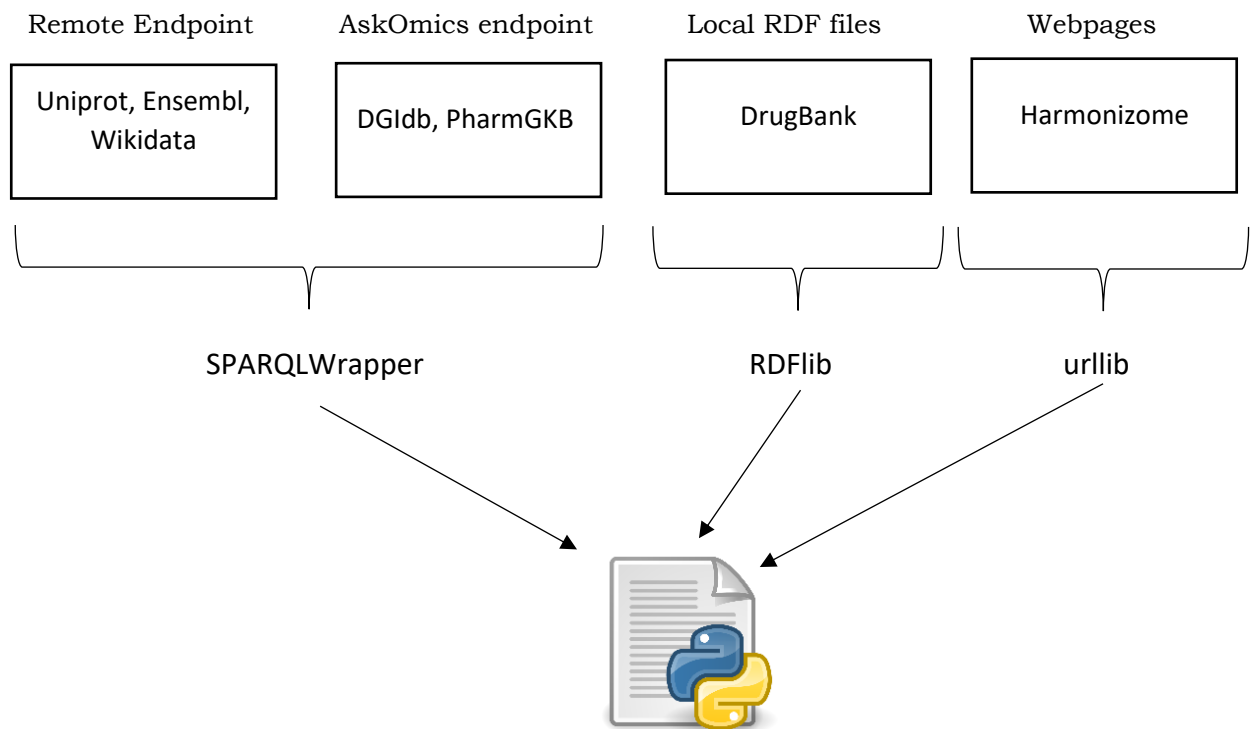 Remote Endpoint
AskOmics endpoint
Local RDF files
Webpages
Uniprot, Ensembl,
Wikidata
DGIdb, PharmGKB
DrugBank
Harmonizome
SPARQLWrapper
RDFlib
urllib